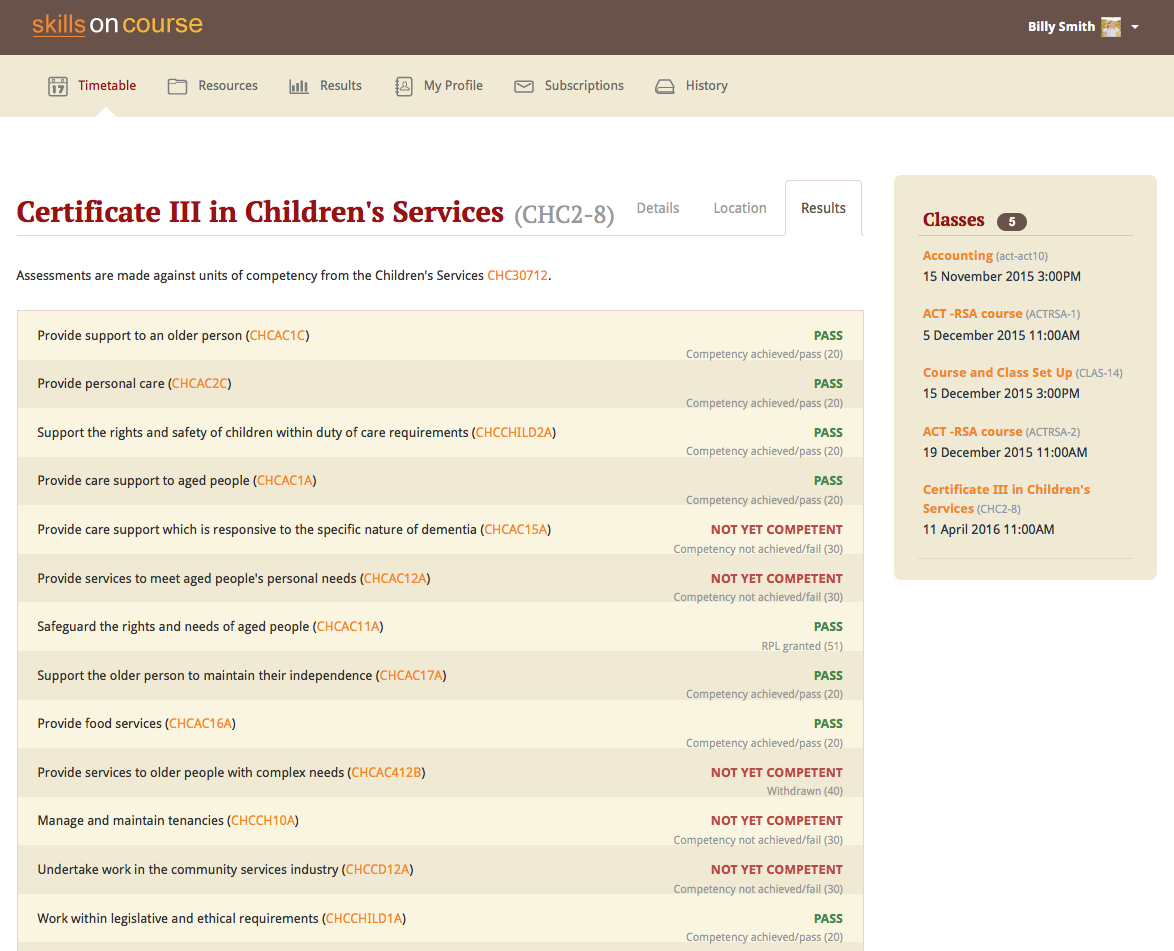 skillsoncourse
Billy Smith
17 Timetable Resources Results My Profile Subscriptions History
Certificate III in Children's Services (CHC2-8) Details Location Results
Assessments are made against units of competency from the Children's Services CHC30712.
Provide support to an older person (CHCAC1C) PASS
Competency achieved/pass (20)
Provide personal care (CHCAC2C) PASS
Competency achieved/pass (20)
Support the rights and safety of children within duty of care requirements (CHCCHILD2A) PASS
Competency achieved/pass (20)
Provide care support to aged people (CHCAC1A) PASS
Competency achieved/pass (20)
Provide care support which is responsive to the specific nature of dementia (CHCAC15A) NOT YET COMPETENT
Competency not achieved/fail (30)
Provide services to meet aged people's personal needs (CHCAC12A) NOT YET COMPETENT
Competency not achieved/fail (30)
Safeguard the rights and needs of aged people (CHCAC11A) PASS
RPL granted (51)
Support the older person to maintain their independence (CHCAC17A) PASS
Competency achieved/pass (20)
Provide food services (CHCAC16A) PASS
Competency achieved/pass (20)
Provide services to older people with complex needs (CHCAC412B) NOT YET COMPETENT
Withdrawn (40)
Manage and maintain tenancies (CHCCH10A) NOT YET COMPETENT
Competency not achieved/fail (30)
Undertake work in the community services industry (CHCCD12A) NOT YET COMPETENT
Competency not achieved/fail (30)
Work within legislative and ethical requirements (CHCCHILD1A) PASS
Competency achieved/pass (20)
Classes 5
Accounting (act-act10)
15 November 2015 3:00PM
ACT -RSA course (ACTRSA-1)
5 December 2015 11:00AM
Course and Class Set Up (CLAS-14)
15 December 2015 3:00PM
ACT -RSA course (ACTRSA-2)
19 December 2015 11:00AM
Certificate III in Children's
Services (CHC2-8)
11 April 2016 11:00AM